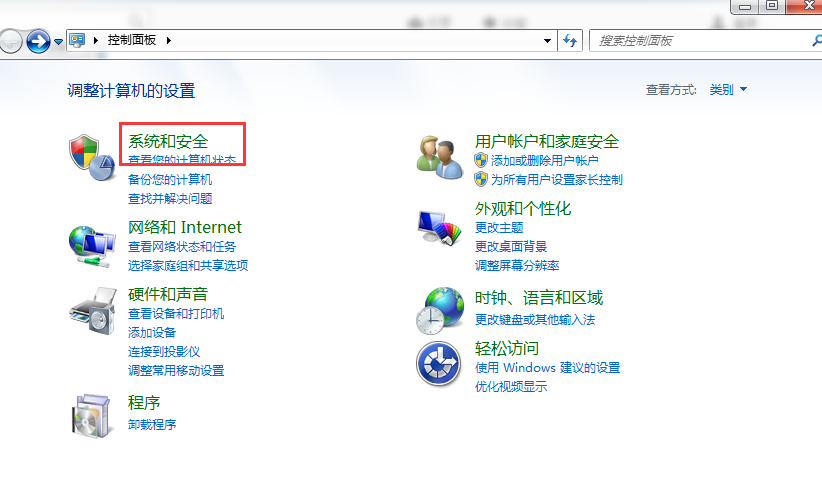 控制面板
搜索控制面板
调整计算机的设置
查看方式: 类别
系统和安全
查看您的计算机状态
备份您的计算机
查找并解决问题
网络和 Internet
查看网络状态和任务
选择家庭组和共享选项
硬件和声音
查看设备和打印机
添加设备
连接到投影仪
调整常用移动设置
程序
卸载程序
用户帐户和家庭安全
添加或删除用户帐户
为所有用户设置家长控制
外观和个性化
更改主题
更改桌面背景
调整屏幕分辨率
时钟、语言和区域
更改键盘或其他输入法
轻松访问
使用 Windows 建议的设置
优化视频显示